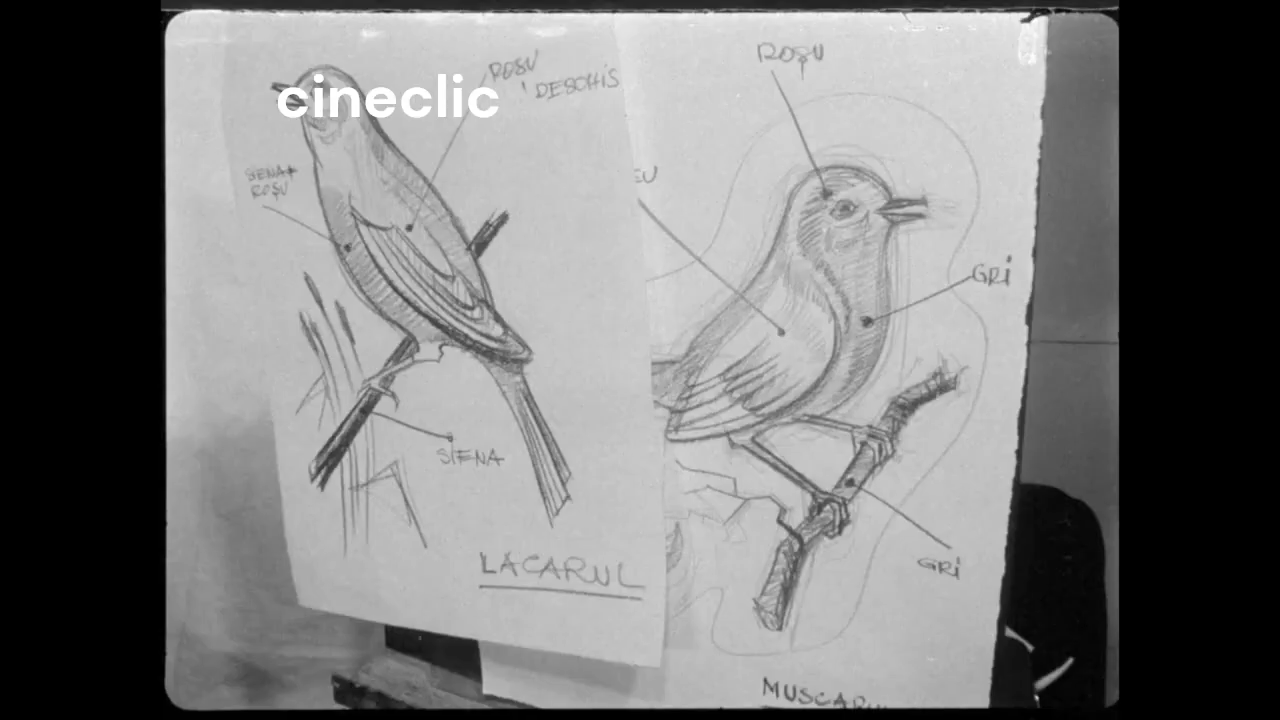 cineclic
ROȘU
DESCHIS
SIENA+
ROȘU
SIENA
LĂCARUL
ROȘU
GRI
GRI